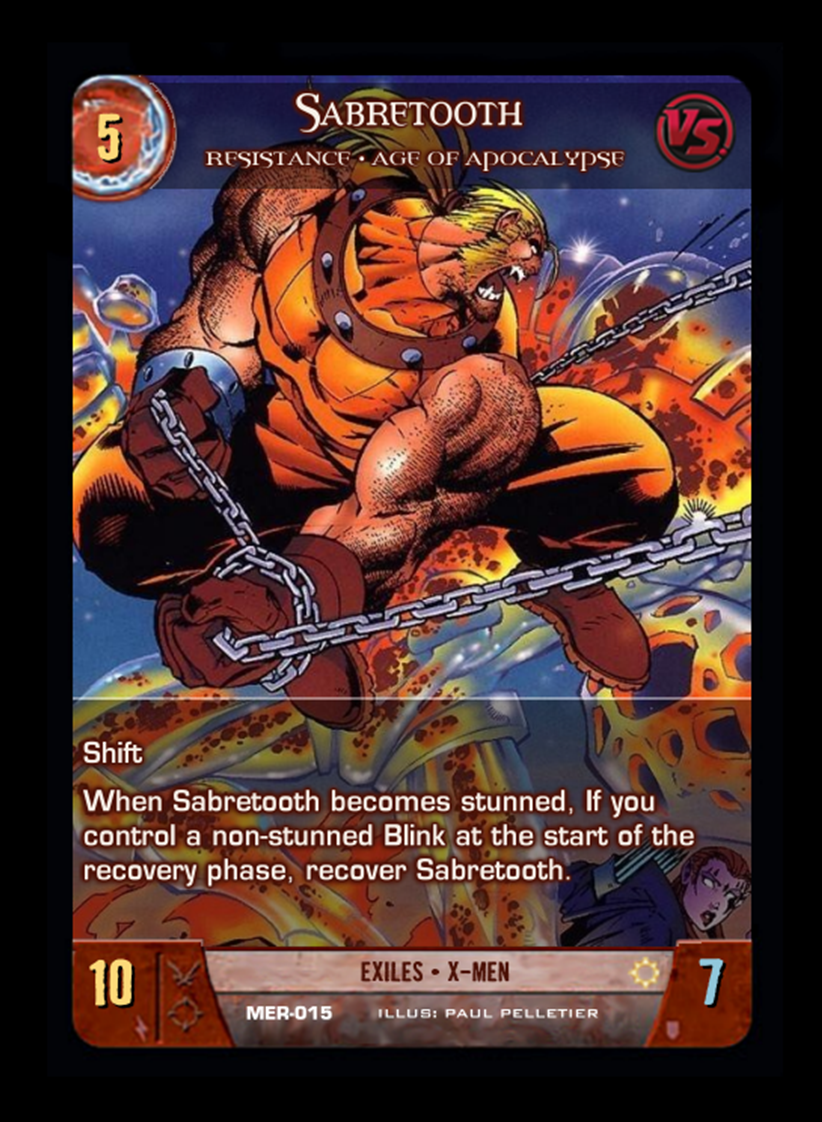 5
SABRETOOTH
VS.
RESISTANCE • AGE OF APOCALYPSE
Shift
When Sabretooth becomes stunned, If you
control a non-stunned Blink at the start of the
recovery phase, recover Sabretooth.
10
EXILES • X-MEN
7
MER-015 ILLUS: PAUL PELLETIER